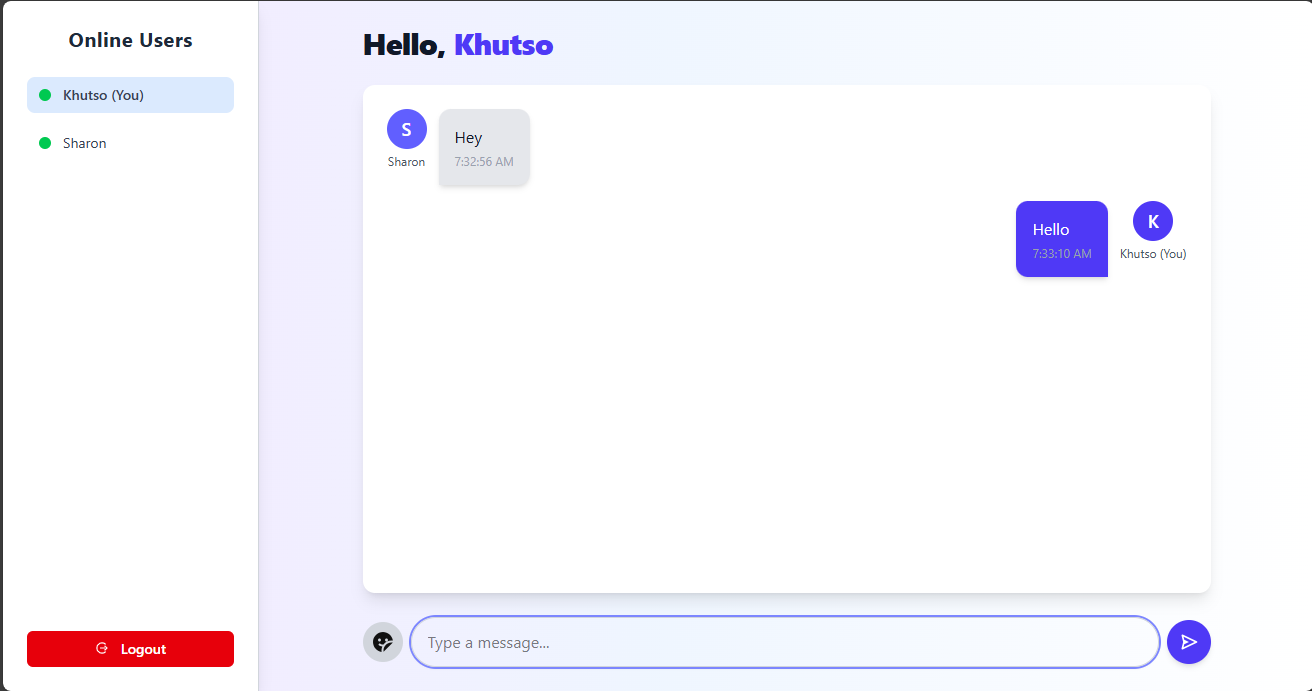 Online Users
Khutso (You)
Sharon
Logout
Hello, Khutso
S
Sharon
Hey
7:32:56 AM
Hello
7:33:10 AM
K
Khutso (You)
Type a message...